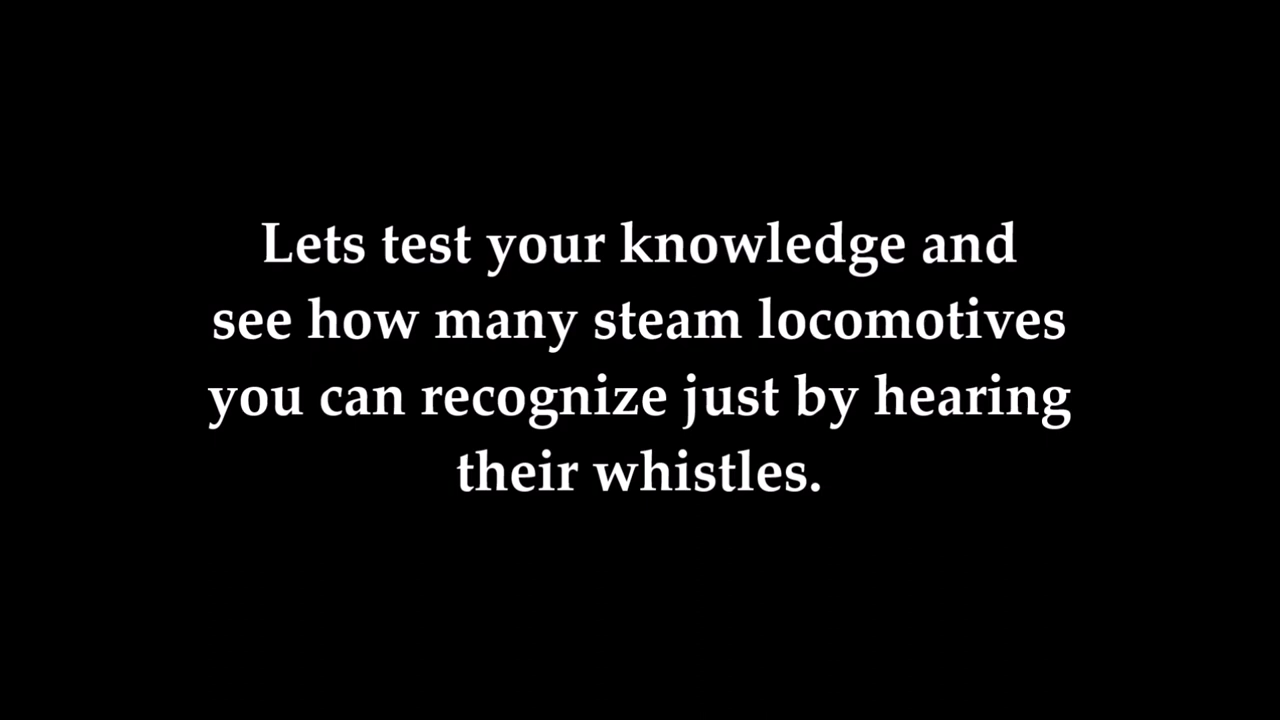 Lets test your knowledge and
see how many steam locomotives
you can recognize just by hearing
their whistles.